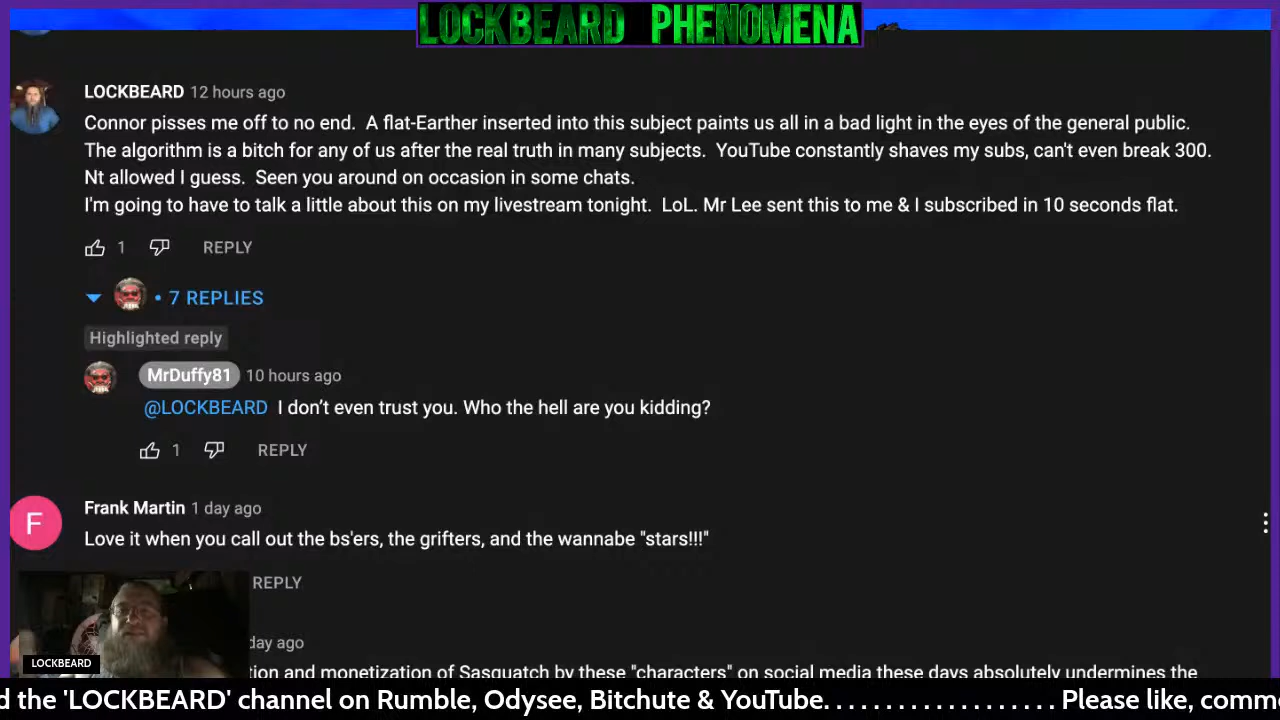 LOCKBEARD PHENOMENA
LOCKBEARD 12 hours ago
Connor pisses me off to no end. A flat-Earther inserted into this subject paints us all in a bad light in the eyes of the general public.
The algorithm is a bitch for any of us after the real truth in many subjects. YouTube constantly shaves my subs, can't even break 300.
Nt allowed I guess. Seen you around on occasion in some chats.
I'm going to have to talk a little about this on my livestream tonight. LoL. Mr Lee sent this to me & I subscribed in 10 seconds flat.
1 REPLY
• 7 REPLIES
Highlighted reply
MrDuffy81 10 hours ago
@LOCKBEARD I don’t even trust you. Who the hell are you kidding?
1 REPLY
F
Frank Martin 1 day ago
Love it when you call out the bs'ers, the grifters, and the wannabe "stars!!!"
REPLY
day ago
LOCKBEARD
tion and monetization of Sasquatch by these "characters" on social media these days absolutely undermines the
d the 'LOCKBEARD' channel on Rumble, Odysee, Bitchute & YouTube. . . . . . . . . . . . . . . . . . . Please like, comm